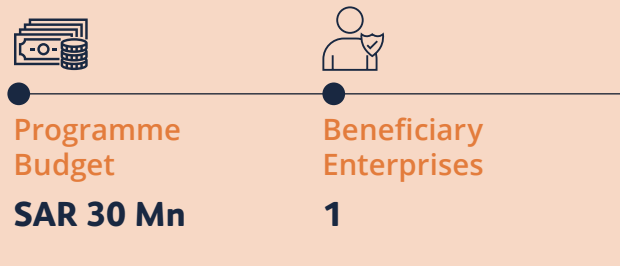 Programme
Budget
SAR 30 Mn
Beneficiary
Enterprises
1